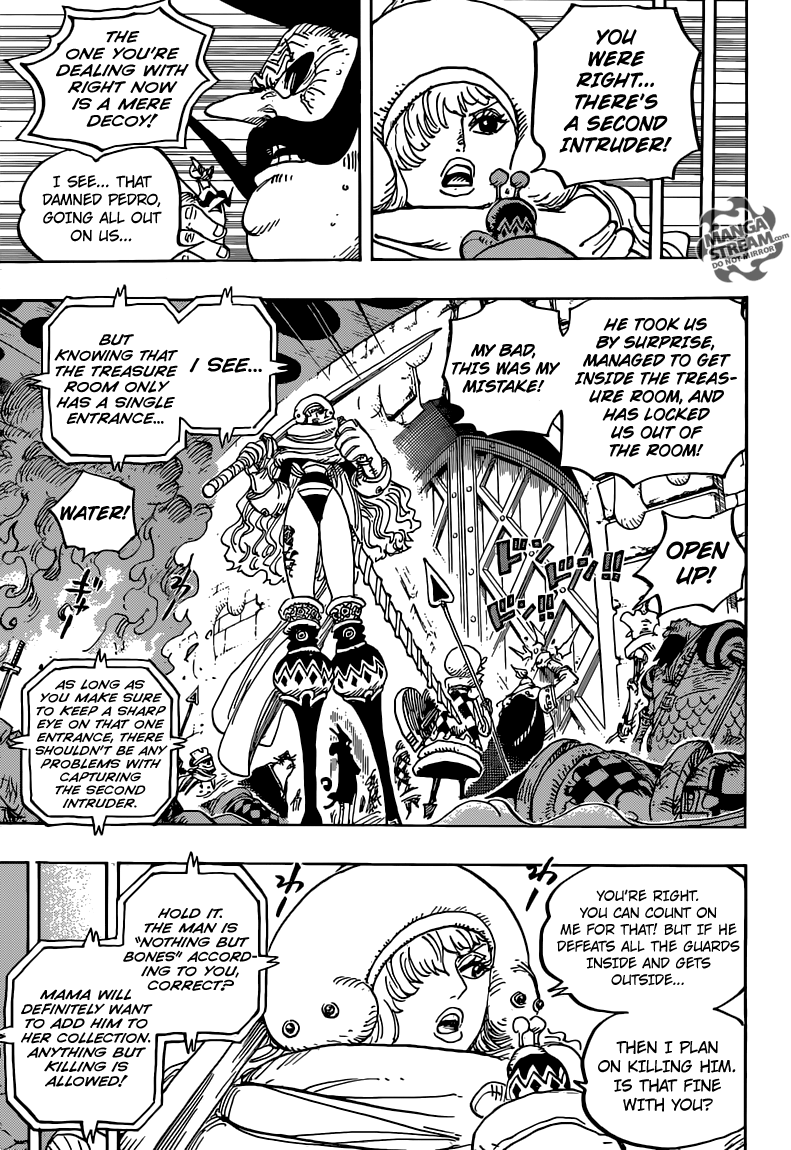 YOU
WERE
RIGHT...
THERE'S
A SECOND
INTRUDER!
THE
ONE YOU'RE
DEALING WITH
RIGHT NOW
IS A MERE
DECOY!
I SEE... THAT
DAMNED PEDRO,
GOING ALL OUT
ON US...
MANGA
STREAM.com
DO NOT MIRROR
HE TOOK US
BY SURPRISE,
MANAGED TO GET
INSIDE THE TREAS-
URE ROOM, AND
HAS LOCKED
US OUT OF
THE ROOM!
MY BAD,
THIS WAS MY
MISTAKE!
I SEE...
BUT
KNOWING THAT
THE TREASURE
ROOM ONLY
HAS A SINGLE
ENTRANCE...
OPEN
UP!
ドン
ドン
ドン
WATER!
AS LONG AS
YOU MAKE SURE
TO KEEP A SHARP
EYE ON THAT ONE
ENTRANCE, THERE
SHOULDN'T BE ANY
PROBLEMS WITH
CAPTURING
THE SECOND
INTRUDER.
YOU'RE RIGHT.
YOU CAN COUNT ON
ME FOR THAT! BUT IF HE
DEFEATS ALL THE GUARDS
INSIDE AND GETS
OUTSIDE...
THEN I PLAN
ON KILLING HIM.
IS THAT FINE
WITH YOU?
HOLD IT.
THE MAN IS
"NOTHING BUT
BONES" ACCORD-
ING TO YOU,
CORRECT?
MAMA WILL
DEFINITELY WANT
TO ADD HIM TO
HER COLLECTION.
ANYTHING BUT
KILLING IS
ALLOWED!